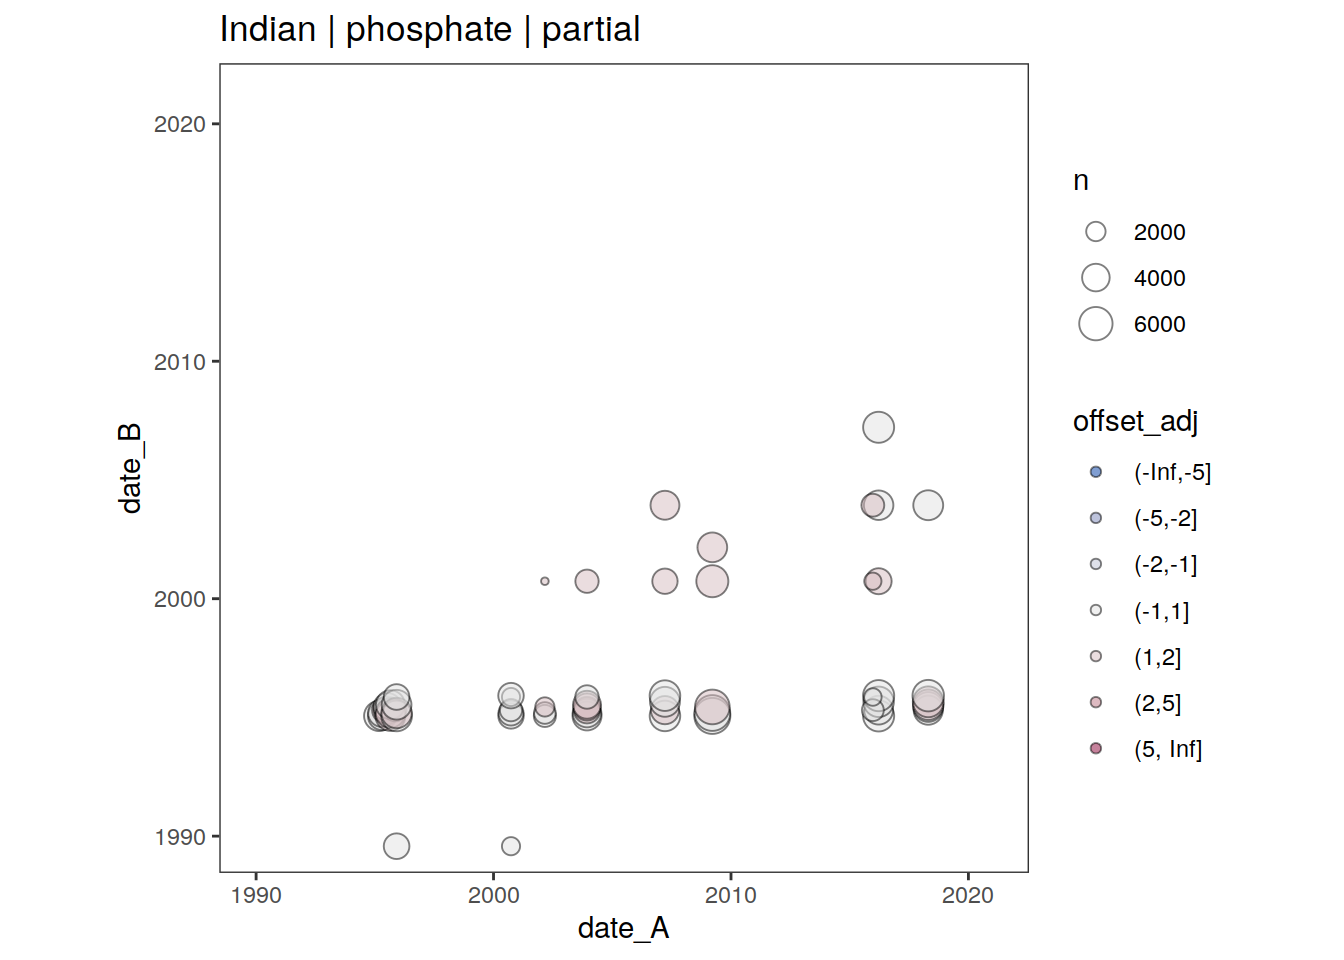 Indian | phosphate | partial
2020
2010
2000
1990
date_B
1990
2000
2010
2020
date_A
n
2000
4000
6000
offset_adj
(-Inf,-5]
(-5,-2]
(-2,-1]
(-1,1]
(1,2]
(2,5]
(5, Inf]